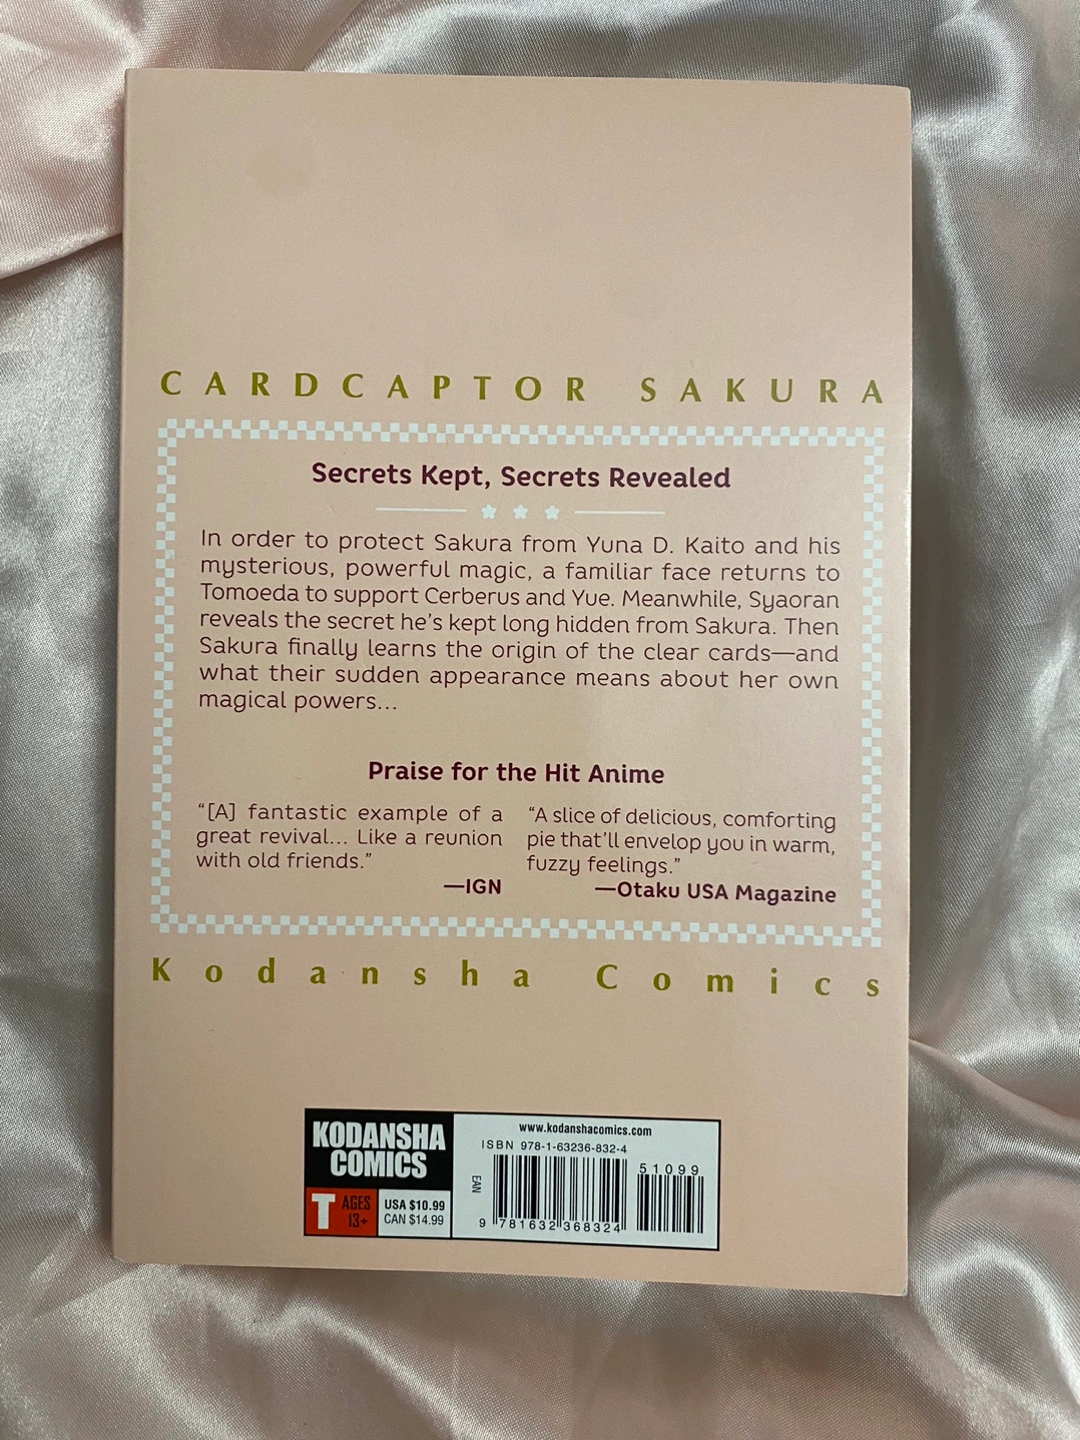 CARDCAPTOR SAKURA
Secrets Kept, Secrets Revealed
In order to protect Sakura from Yuna D. Kaito and his
mysterious, powerful magic, a familiar face returns to
Tomoeda to support Cerberus and Yue. Meanwhile, Syaoran
reveals the secret he's kept long hidden from Sakura. Then
Sakura finally learns the origin of the clear cards—and
what their sudden appearance means about her own
magical powers...
Praise for the Hit Anime
“[A] fantastic example of a
great revival... Like a reunion
with old friends.”
—IGN
“A slice of delicious, comforting
pie that'll envelop you in warm,
fuzzy feelings.”
—Otaku USA Magazine
Kodansha Comics
KODANSHA
COMICS
T AGES
13+
USA $10.99
CAN $14.99
www.kodanshacomics.com
ISBN 978-1-63236-832-4
51099
EAN
9 781632 368324